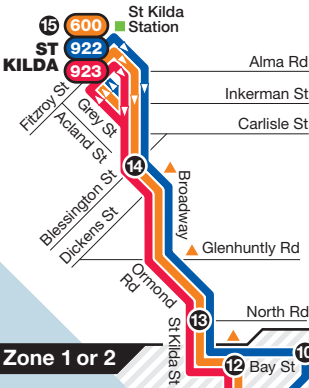 St Kilda
Station
15 600
ST 922
KILDA 923
Alma Rd
Inkerman St
Carlisle St
Fitzroy St
Grey St
Acland St
14
Blessington St
Dickens St
Broadway
Glenhuntly Rd
Ormond
Rd
13
North Rd
St Kilda St
Zone 1 or 2
12
Bay St
10